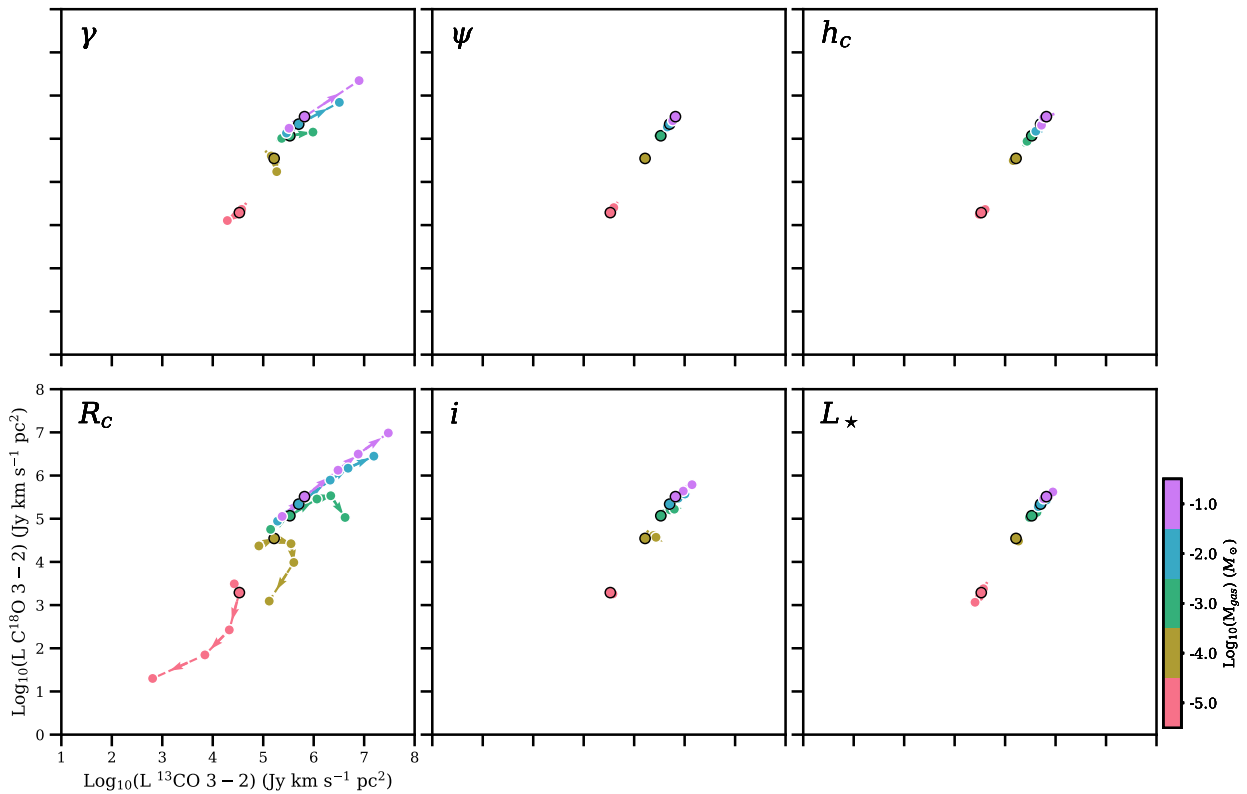 γ
ψ
h_c
R_c
i
L_⋆
8
7
6
5
4
3
2
1
0
Log₁₀(L C¹⁸O 3 − 2) (Jy km s⁻¹ pc²)
1 2 3 4 5 6 7 8
Log₁₀(L ¹³CO 3 − 2) (Jy km s⁻¹ pc²)
-1.0
-2.0
-3.0
-4.0
-5.0
Log₁₀(M_gas) (M_⊙)